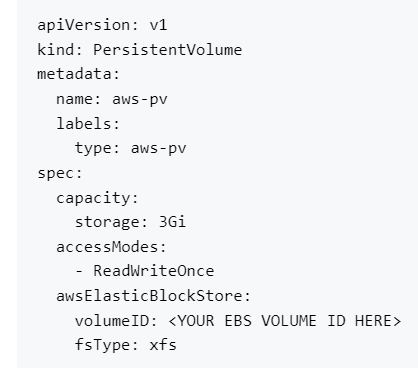 apiVersion: v1
kind: PersistentVolume
metadata:
  name: aws-pv
  labels:
    type: aws-pv
spec:
  capacity:
    storage: 3Gi
  accessModes:
    - ReadWriteOnce
  awsElasticBlockStore:
    volumeID: <YOUR EBS VOLUME ID HERE>
    fsType: xfs